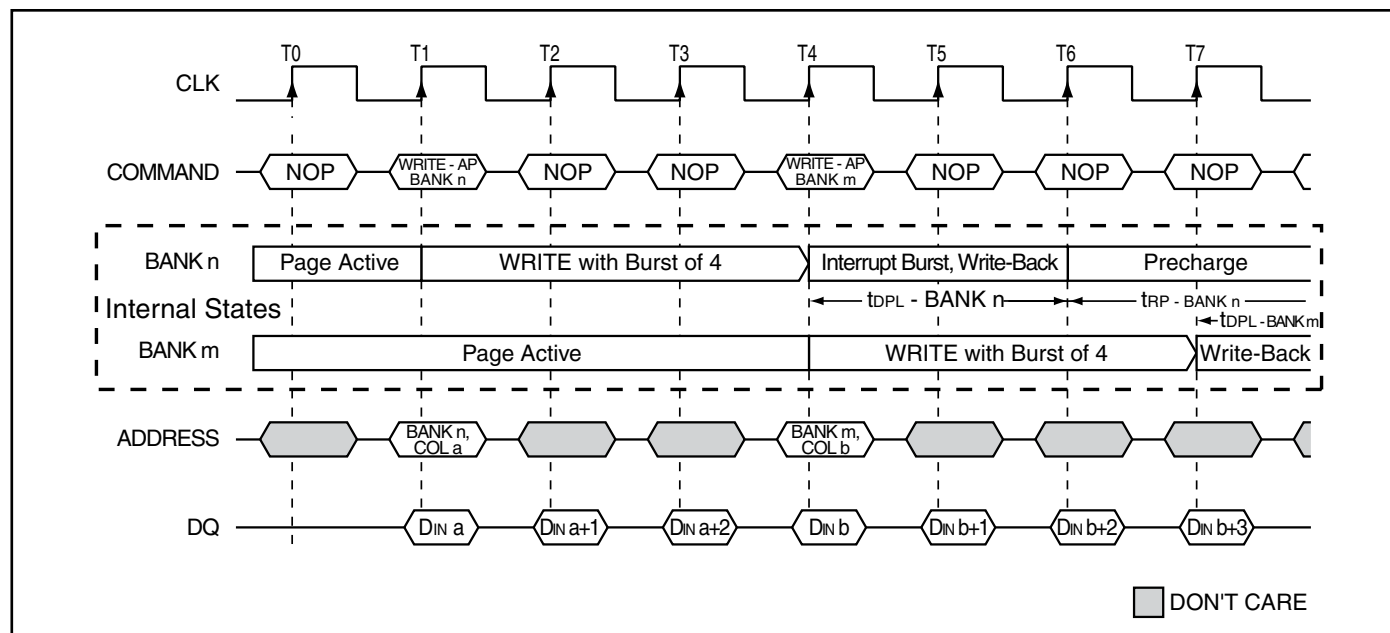 T0 T1 T2 T3 T4 T5 T6 T7
CLK
COMMAND NOP WRITE - AP BANK n NOP NOP WRITE - AP BANK m NOP NOP NOP
BANK n Page Active WRITE with Burst of 4 Interrupt Burst, Write-Back Precharge
tDPL - BANK n tRP - BANK n
Internal States
tDPL - BANK m
BANK m Page Active WRITE with Burst of 4 Write-Back
ADDRESS BANK n, COL a BANK m, COL b
DQ DIN a DIN a+1 DIN a+2 DIN b DIN b+1 DIN b+2 DIN b+3
DON'T CARE